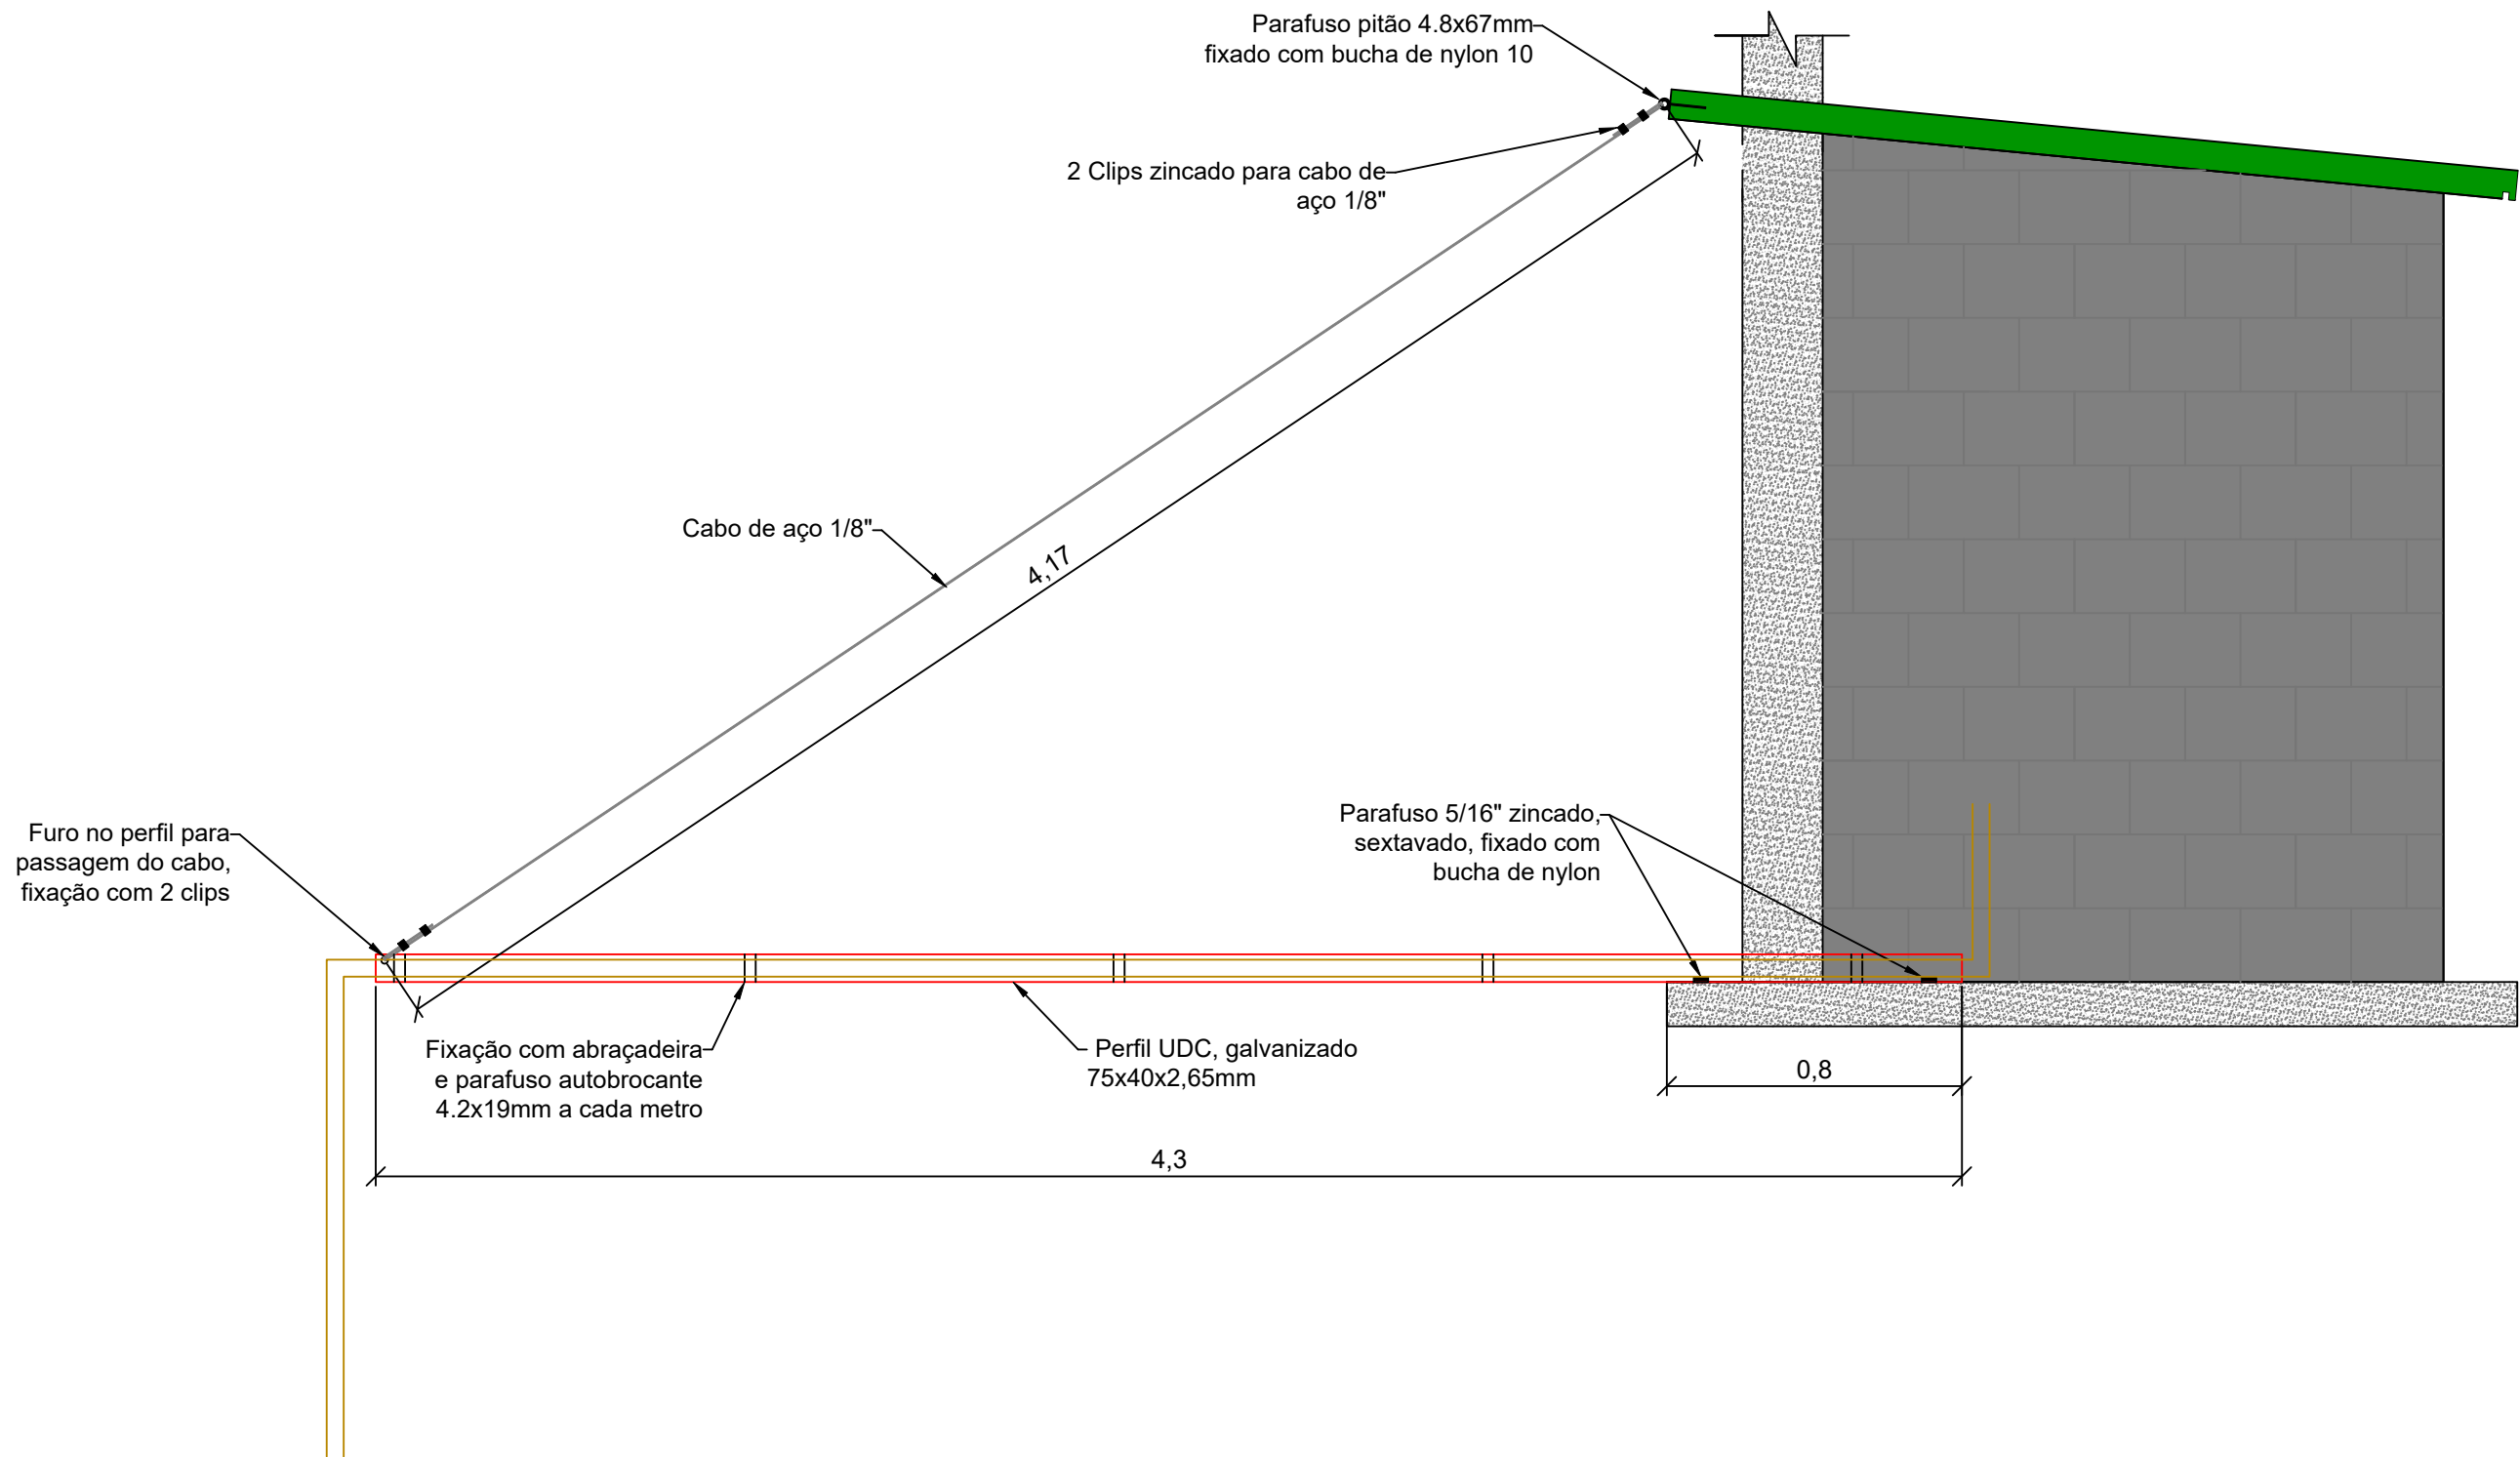 Parafuso pitão 4.8x67mm
fixado com bucha de nylon 10
2 Clips zincado para cabo de
aço 1/8"
Cabo de aço 1/8"
4,17
Furo no perfil para
passagem do cabo,
fixação com 2 clips
Parafuso 5/16" zincado,
sextavado, fixado com
bucha de nylon
Fixação com abraçadeira
e parafuso autobrocante
4.2x19mm a cada metro
Perfil UDC, galvanizado
75x40x2,65mm
0,8
4,3